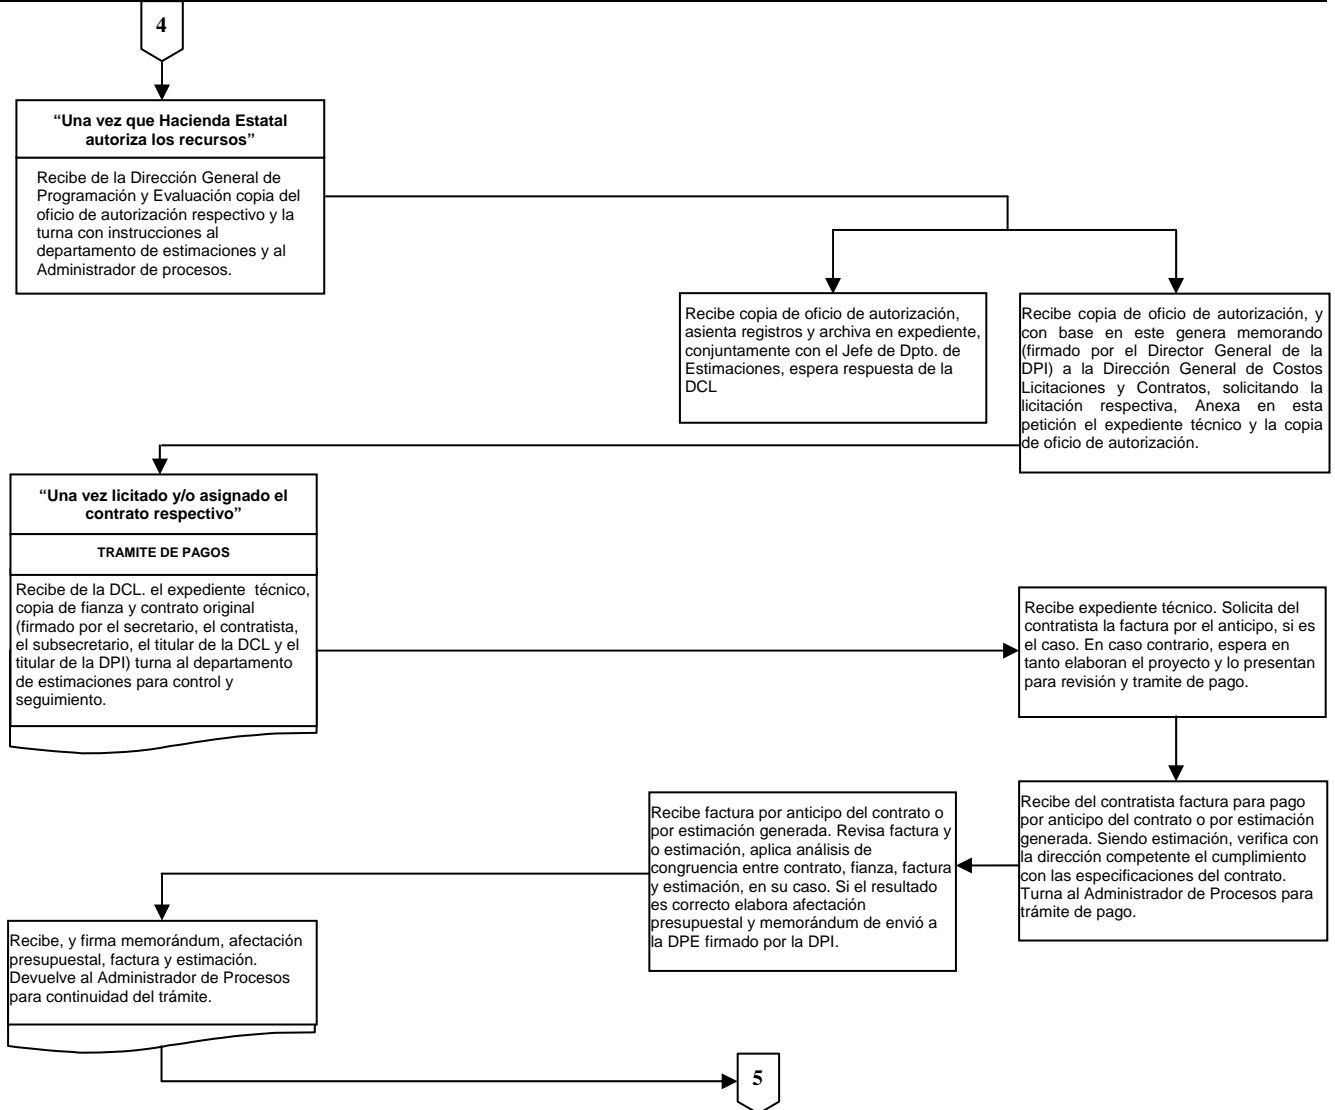 4
“Una vez que Hacienda Estatal
autoriza los recursos”
Recibe de la Dirección General de
Programación y Evaluación copia del
oficio de autorización respectivo y la
turna con instrucciones al
departamento de estimaciones y al
Administrador de procesos.
Recibe copia de oficio de autorización,
asienta registros y archiva en expediente,
conjuntamente con el Jefe de Dpto. de
Estimaciones, espera respuesta de la
DCL
Recibe copia de oficio de autorización, y
con base en este genera memorando
(firmado por el Director General de la
DPI) a la Dirección General de Costos
Licitaciones y Contratos, solicitando la
licitación respectiva, Anexa en esta
petición el expediente técnico y la copia
de oficio de autorización.
“Una vez licitado y/o asignado el
contrato respectivo”
TRAMITE DE PAGOS
Recibe de la DCL. el expediente técnico,
copia de fianza y contrato original
(firmado por el secretario, el contratista,
el subsecretario, el titular de la DCL y el
titular de la DPI) turna al departamento
de estimaciones para control y
seguimiento.
Recibe expediente técnico. Solicita del
contratista la factura por el anticipo, si es
el caso. En caso contrario, espera en
tanto elaboran el proyecto y lo presentan
para revisión y tramite de pago.
Recibe del contratista factura para pago
por anticipo del contrato o por estimación
generada. Siendo estimación, verifica con
la dirección competente el cumplimiento
con las especificaciones del contrato.
Turna al Administrador de Procesos para
trámite de pago.
Recibe factura por anticipo del contrato o
por estimación generada. Revisa factura y
o estimación, aplica análisis de
congruencia entre contrato, fianza, factura
y estimación, en su caso. Si el resultado
es correcto elabora afectación
presupuestal y memorándum de envió a
la DPE firmado por la DPI.
Recibe, y firma memorándum, afectación
presupuestal, factura y estimación.
Devuelve al Administrador de Procesos
para continuidad del trámite.
5